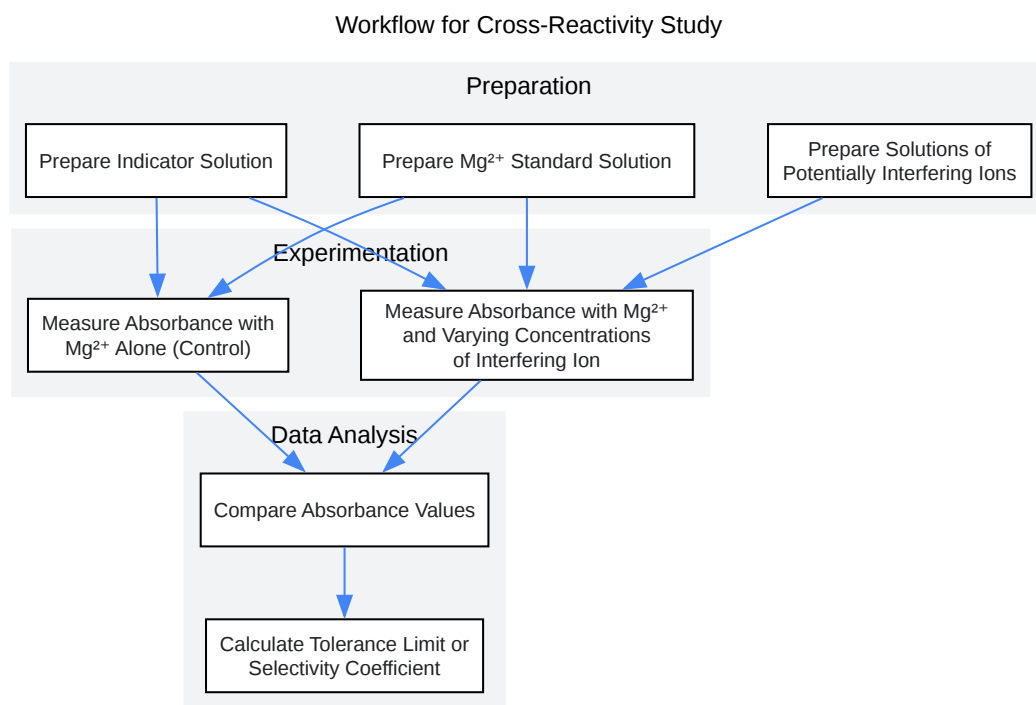 Workflow for Cross-Reactivity Study
Preparation
Prepare Indicator Solution
Prepare Mg²⁺ Standard Solution
Prepare Solutions of
Potentially Interfering Ions
Experimentation
Measure Absorbance with
Mg²⁺ Alone (Control)
Measure Absorbance with Mg²⁺
and Varying Concentrations
of Interfering Ion
Data Analysis
Compare Absorbance Values
Calculate Tolerance Limit or
Selectivity Coefficient